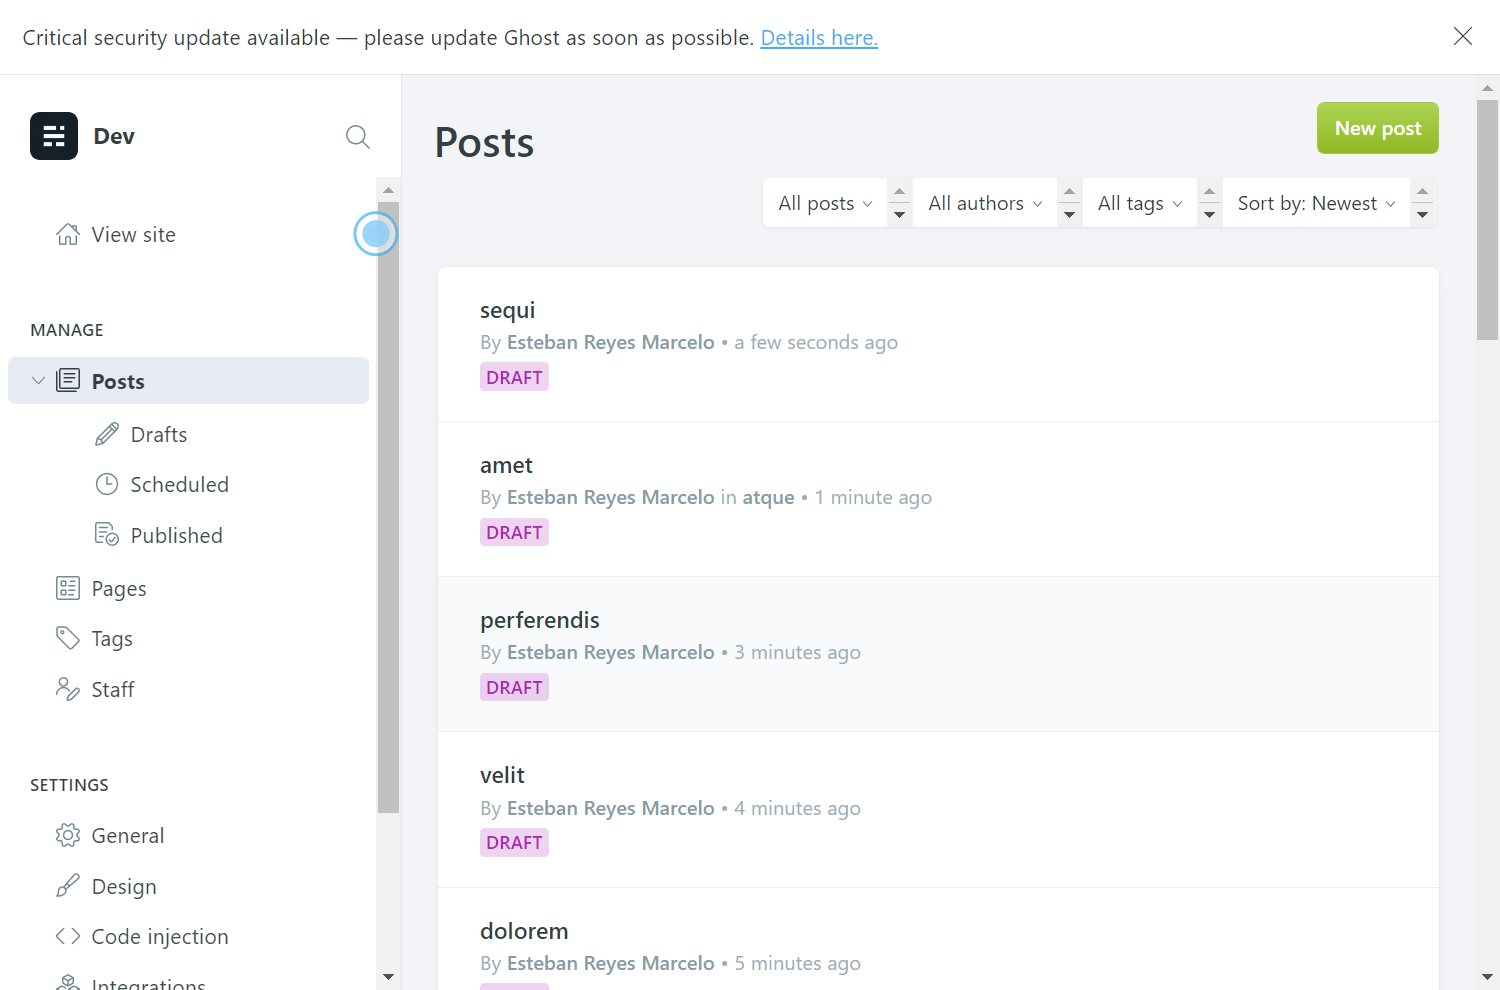 Critical security update available — please update Ghost as soon as possible. Details here.
Dev
View site
MANAGE
Posts
Drafts
Scheduled
Published
Pages
Tags
Staff
SETTINGS
General
Design
Code injection
Integrations
Posts
New post
All posts
All authors
All tags
Sort by: Newest
sequi
By Esteban Reyes Marcelo • a few seconds ago
DRAFT
amet
By Esteban Reyes Marcelo in atque • 1 minute ago
DRAFT
perferendis
By Esteban Reyes Marcelo • 3 minutes ago
DRAFT
velit
By Esteban Reyes Marcelo • 4 minutes ago
DRAFT
dolorem
By Esteban Reyes Marcelo • 5 minutes ago